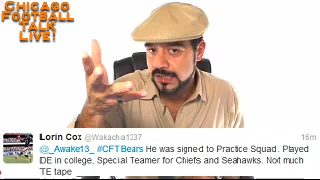 CHICAGO
FOOTBALL
TALK
LIVE!
Lorin Cox @Wakachia1337 16m
@_Awake13_ #CFTBears He was signed to Practice Squad. Played
DE in college, Special Teamer for Chiefs and Seahawks. Not much
TE tape